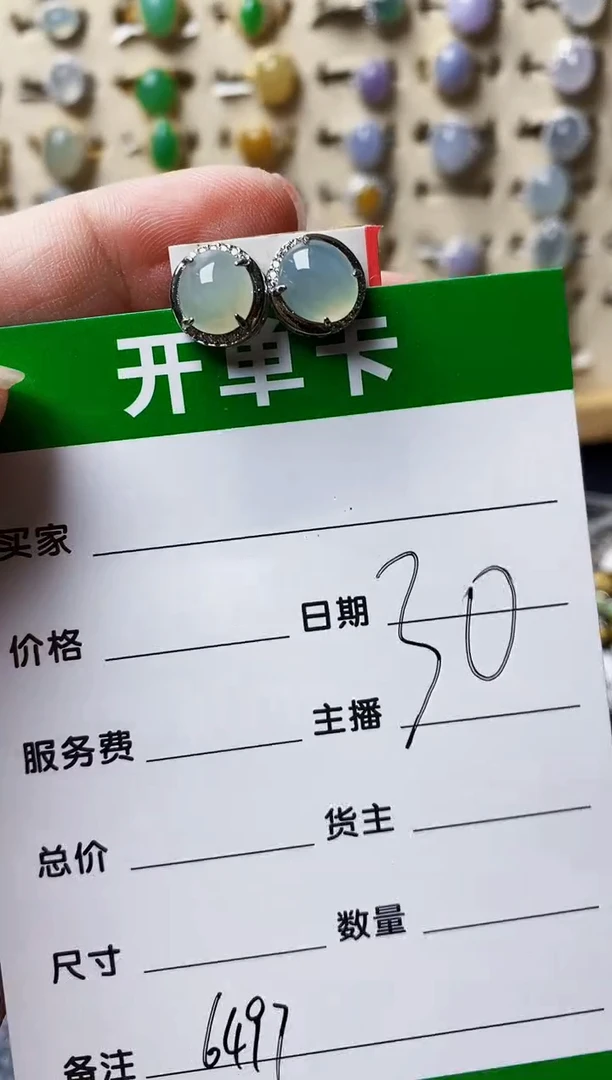 开单卡
买家
价格 日期 30
服务费 主播
总价 货主
尺寸 数量
备注 6497